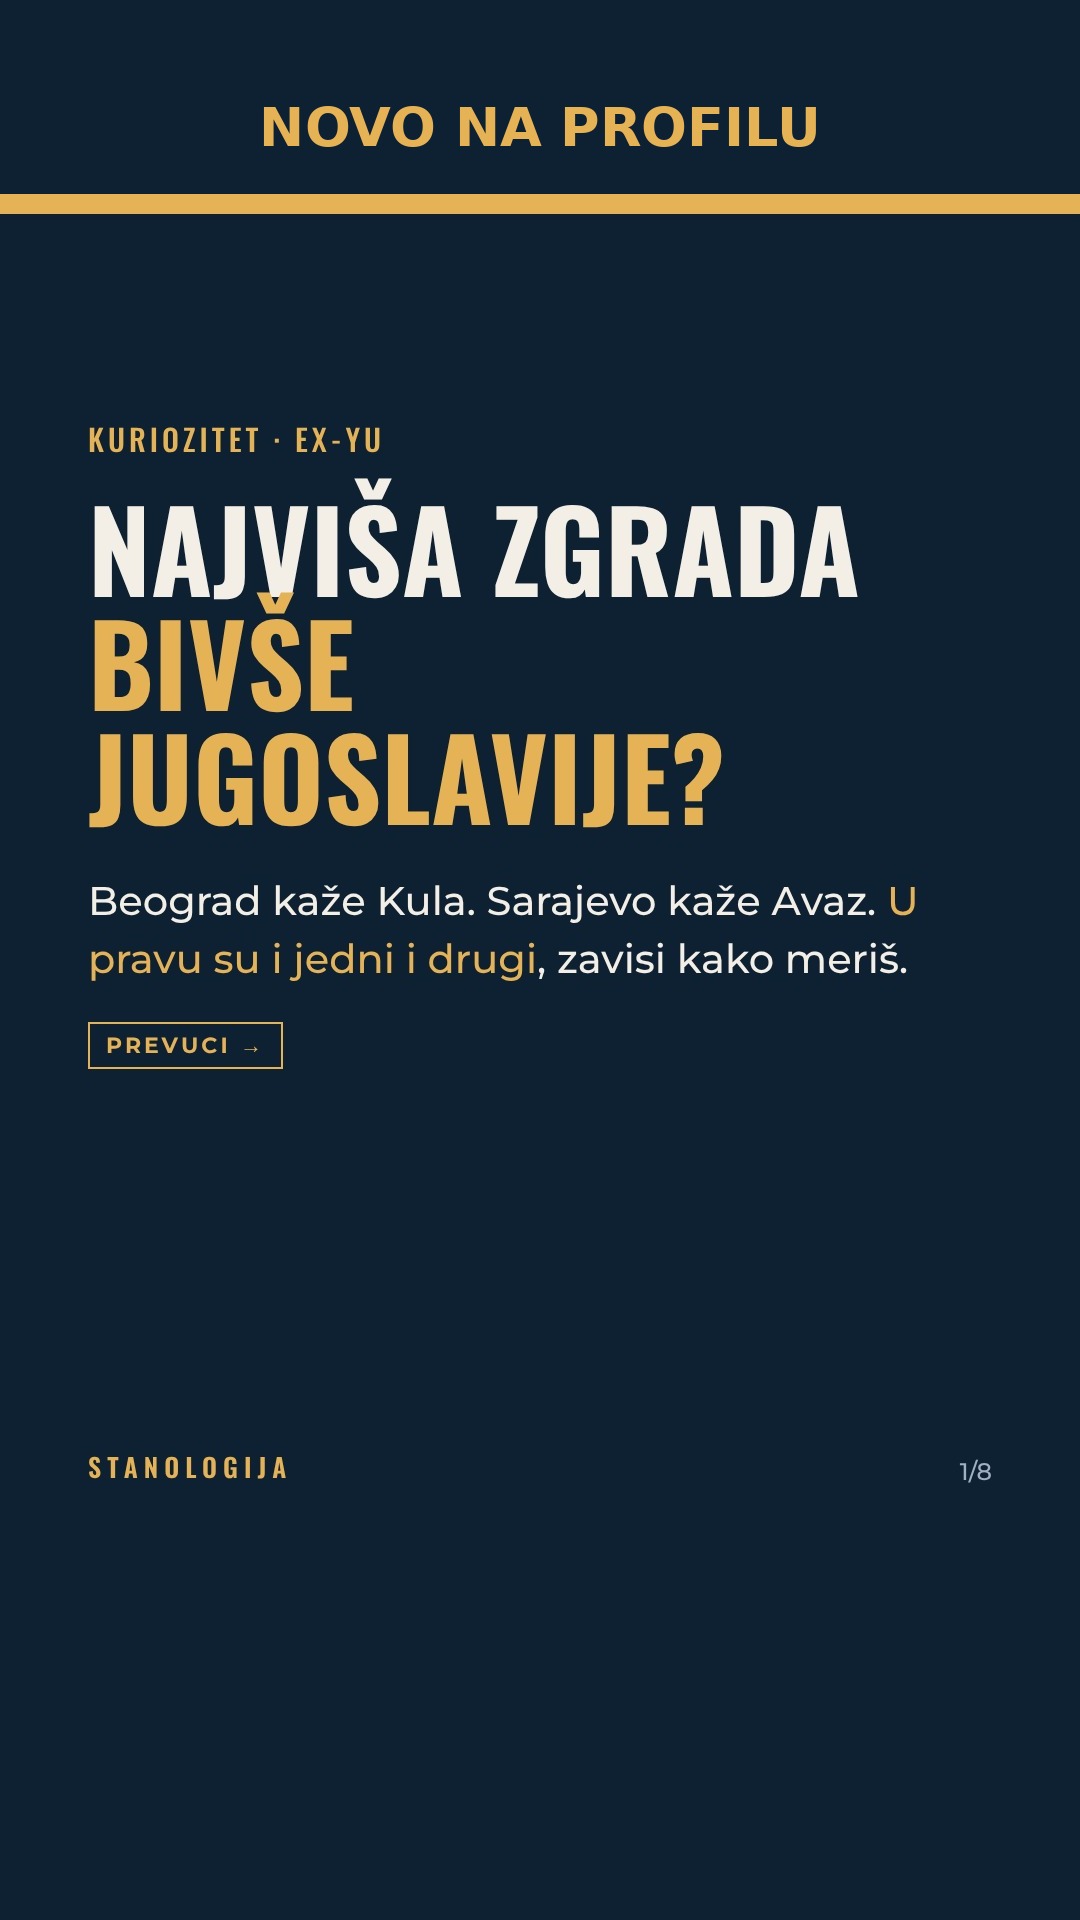 NOVO NA PROFILU
KURIOZITET · EX-YU
NAJVIŠA ZGRADA
BIVŠE
JUGOSLAVIJE?
Beograd kaže Kula. Sarajevo kaže Avaz. U
pravu su i jedni i drugi, zavisi kako meriš.
PREVUCI →
STANOLOGIJA
1/8